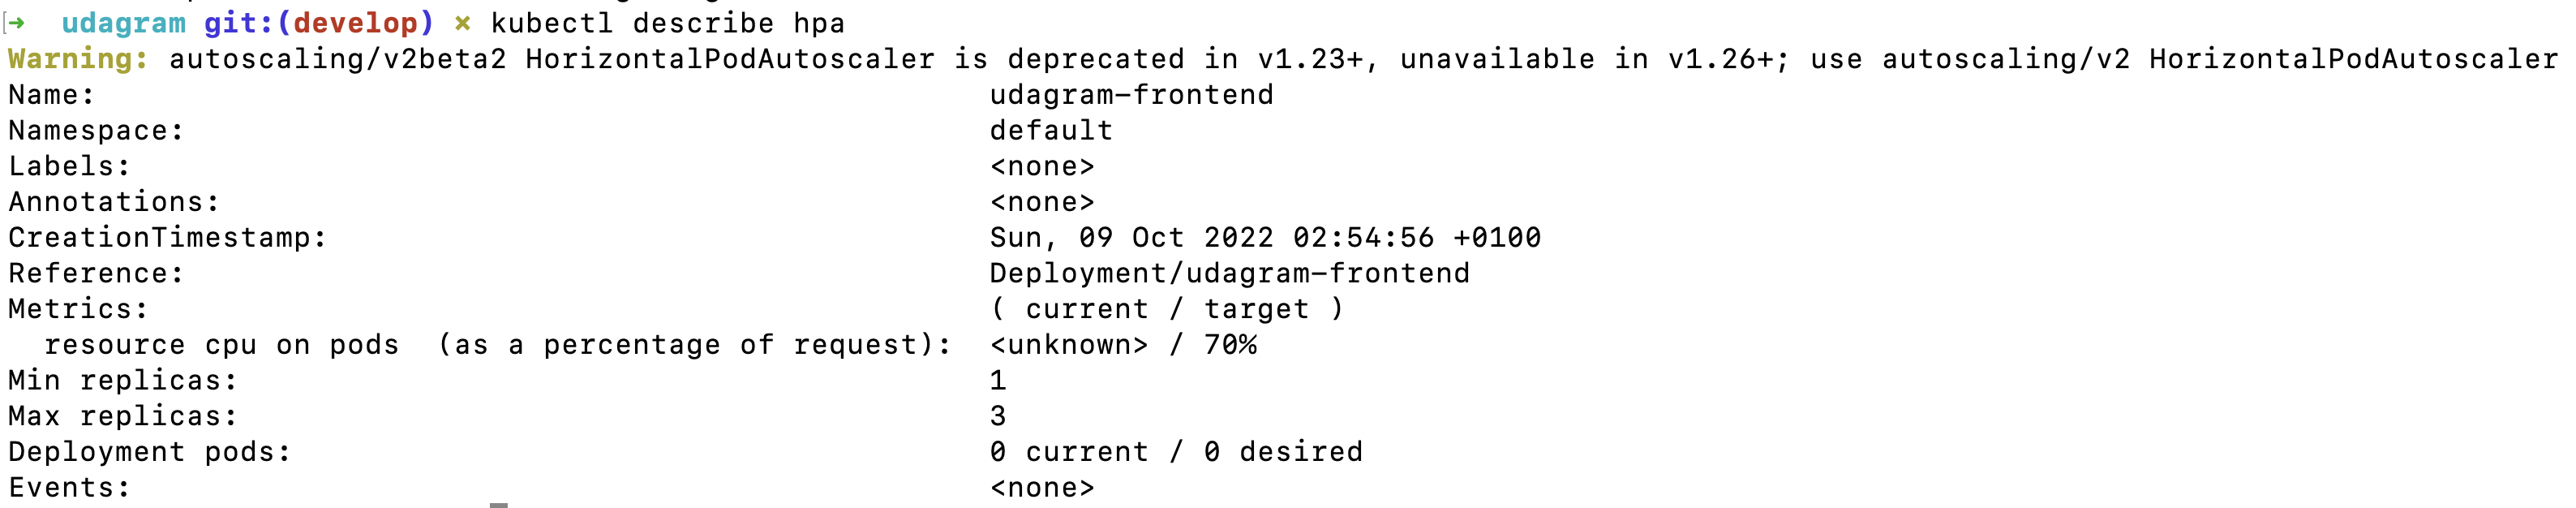 ➜  udagram git:(develop) × kubectl describe hpa
Warning: autoscaling/v2beta2 HorizontalPodAutoscaler is deprecated in v1.23+, unavailable in v1.26+; use autoscaling/v2 HorizontalPodAutoscaler
Name:                                                  udagram-frontend
Namespace:                                             default
Labels:                                                <none>
Annotations:                                           <none>
CreationTimestamp:                                     Sun, 09 Oct 2022 02:54:56 +0100
Reference:                                             Deployment/udagram-frontend
Metrics:                                               ( current / target )
  resource cpu on pods  (as a percentage of request):  <unknown> / 70%
Min replicas:                                          1
Max replicas:                                          3
Deployment pods:                                       0 current / 0 desired
Events:                                                <none>